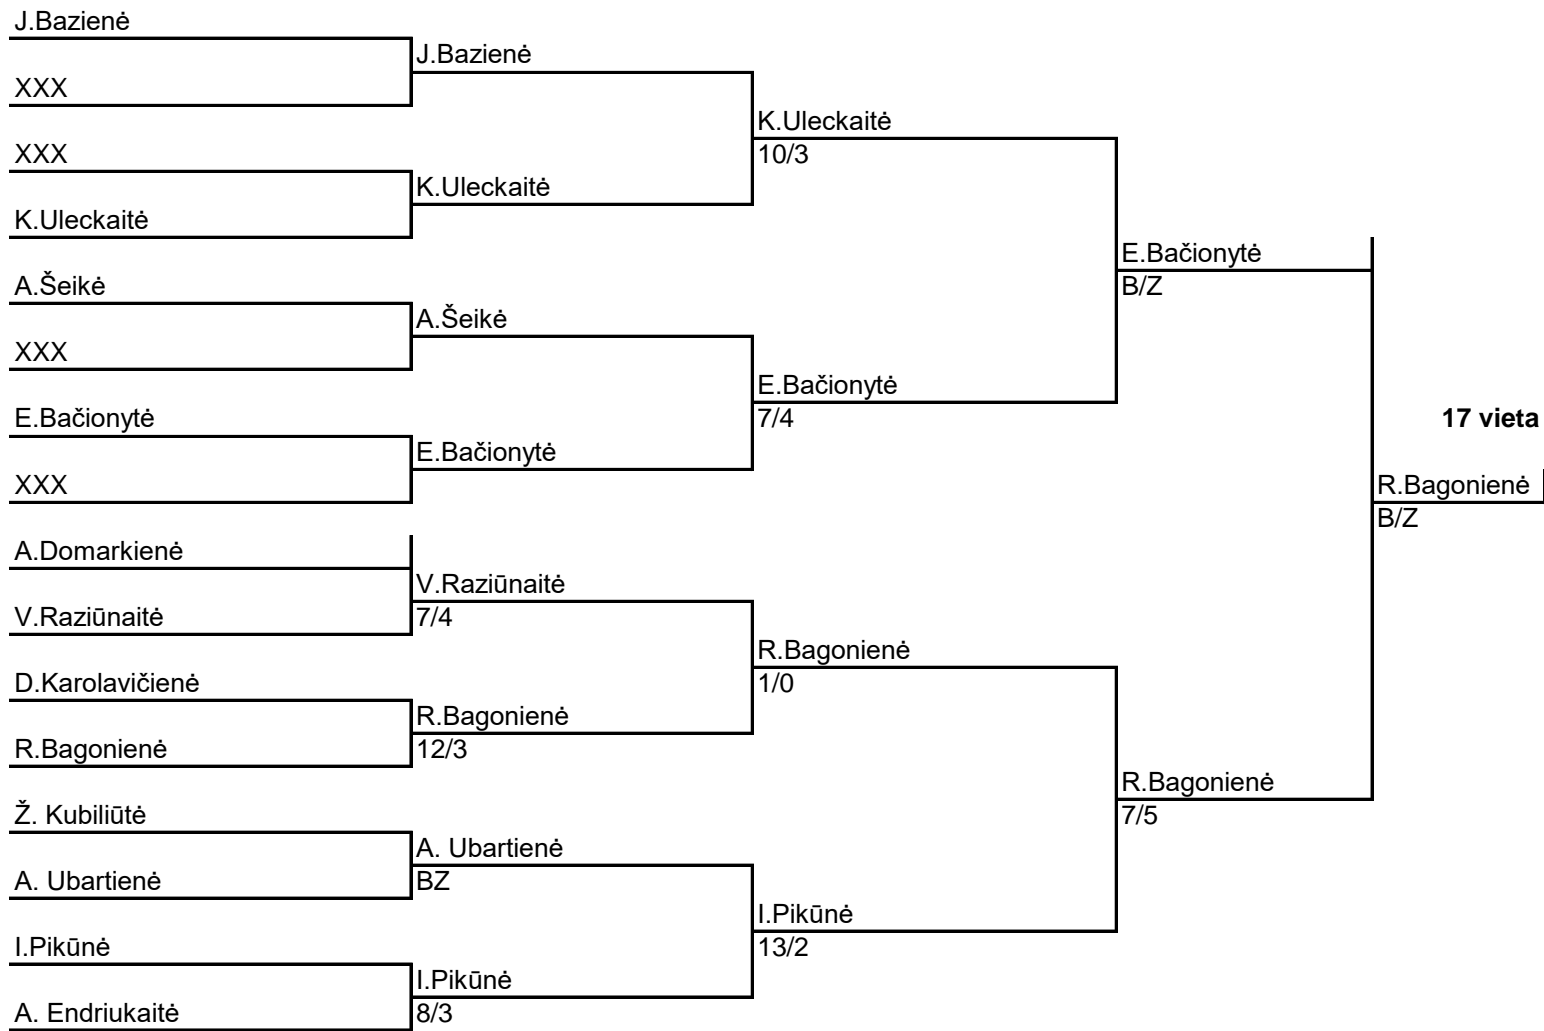 J.Bazienė
J.Bazienė
XXX
K.Uleckaitė
XXX
10/3
K.Uleckaitė
K.Uleckaitė
E.Bačionytė
A.Šeikė
B/Z
A.Šeikė
XXX
E.Bačionytė
E.Bačionytė
7/4
17 vieta
E.Bačionytė
XXX
R.Bagonienė
B/Z
A.Domarkienė
V.Raziūnaitė
V.Raziūnaitė
7/4
R.Bagonienė
D.Karolavičienė
1/0
R.Bagonienė
R.Bagonienė
12/3
R.Bagonienė
Ž. Kubiliūtė
7/5
A. Ubartienė
A. Ubartienė
BZ
I.Pikūnė
I.Pikūnė
13/2
I.Pikūnė
A. Endriukaitė
8/3